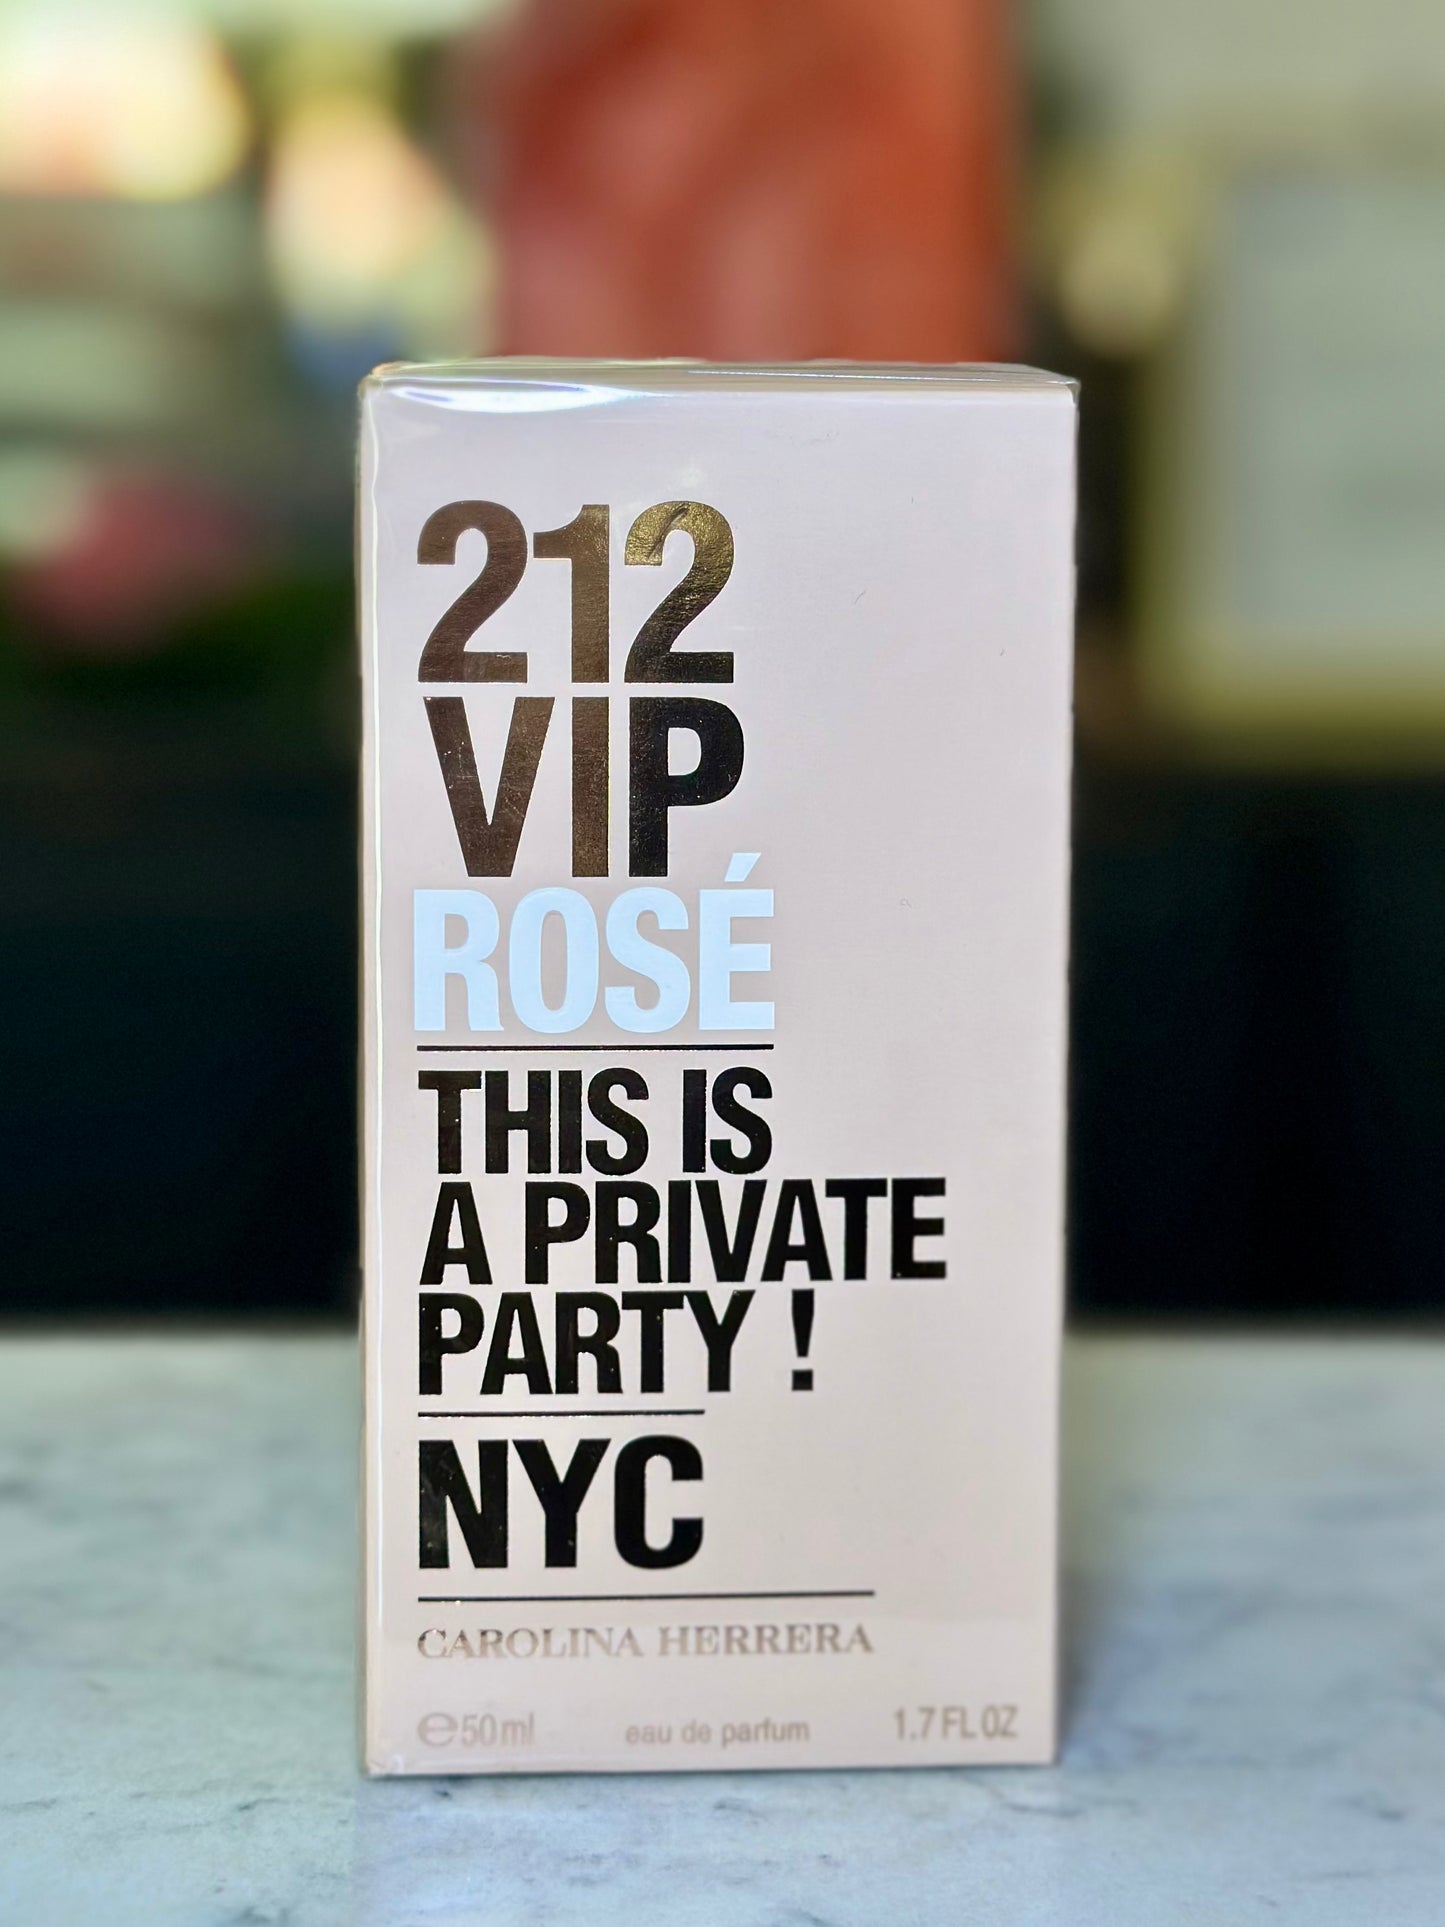 212
VIP
ROSÉ
THIS IS
A PRIVATE
PARTY !
NYC
CAROLINA HERRERA
℮50ml eau de parfum 1.7 FL OZ